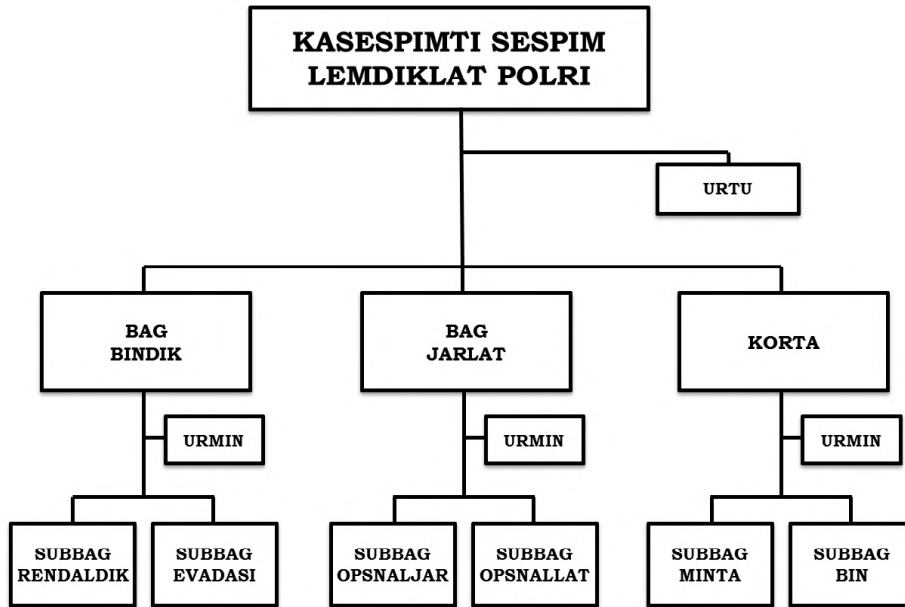 KASESPIMTI SESPIM
LEMDIKLAT POLRI
URTU
BAG
BINDIK
BAG
JARLAT
KORTA
URMIN
URMIN
URMIN
SUBBAG
RENDALDIK
SUBBAG
EVADASI
SUBBAG
OPSNALJAR
SUBBAG
OPSNALLAT
SUBBAG
MINTA
SUBBAG
BIN